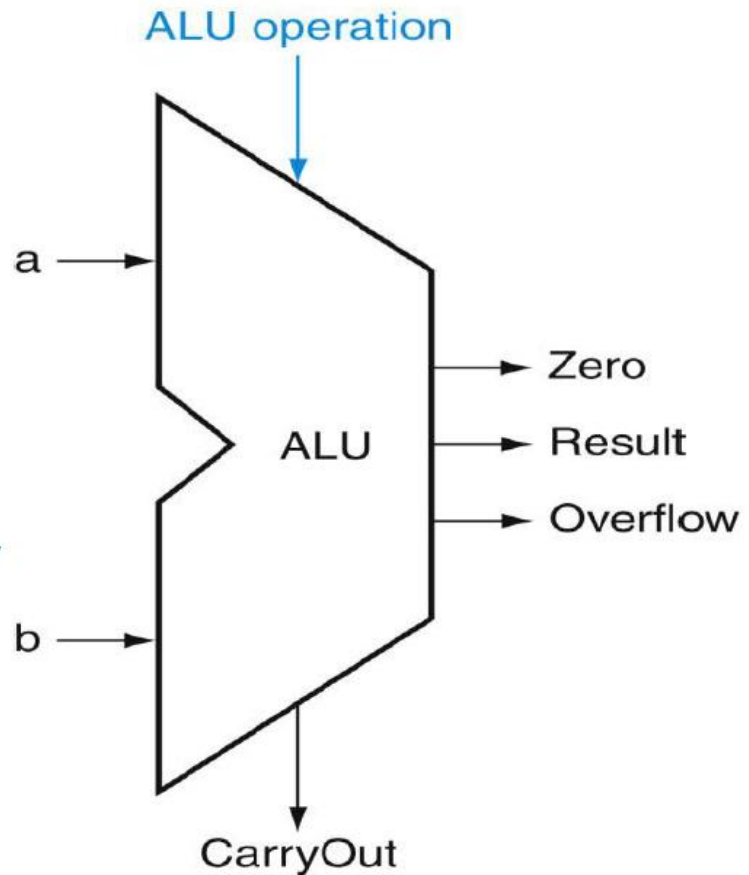 ALU operation
a
Zero
ALU
Result
Overflow
b
CarryOut